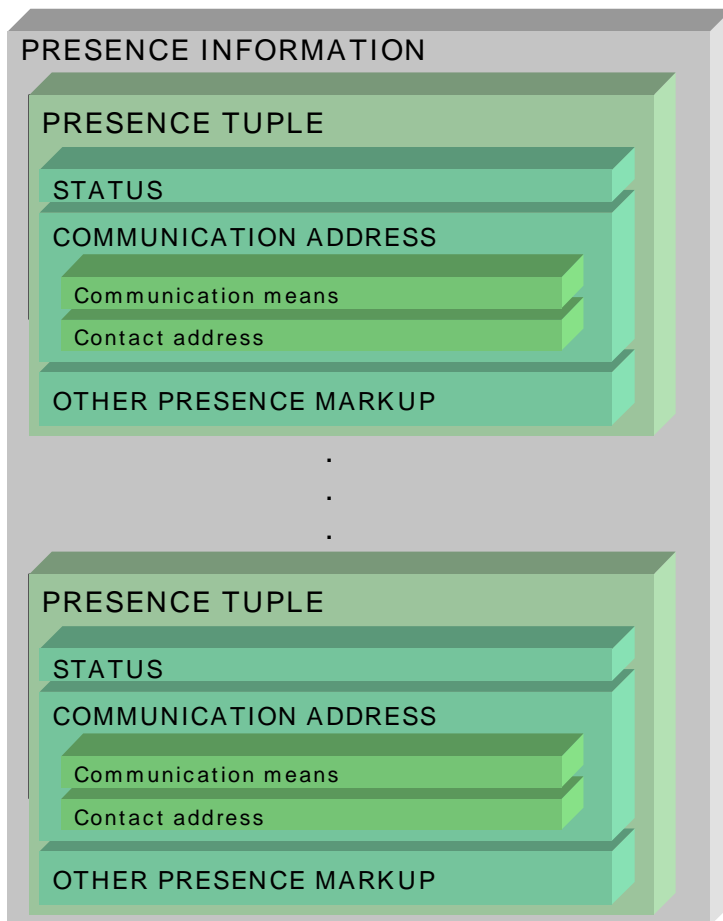 PRESENCE INFORMATION
PRESENCE TUPLE
STATUS
COMMUNICATION ADDRESS
Communication means
Contact address
OTHER PRESENCE MARKUP
.
.
.
PRESENCE TUPLE
STATUS
COMMUNICATION ADDRESS
Communication means
Contact address
OTHER PRESENCE MARKUP